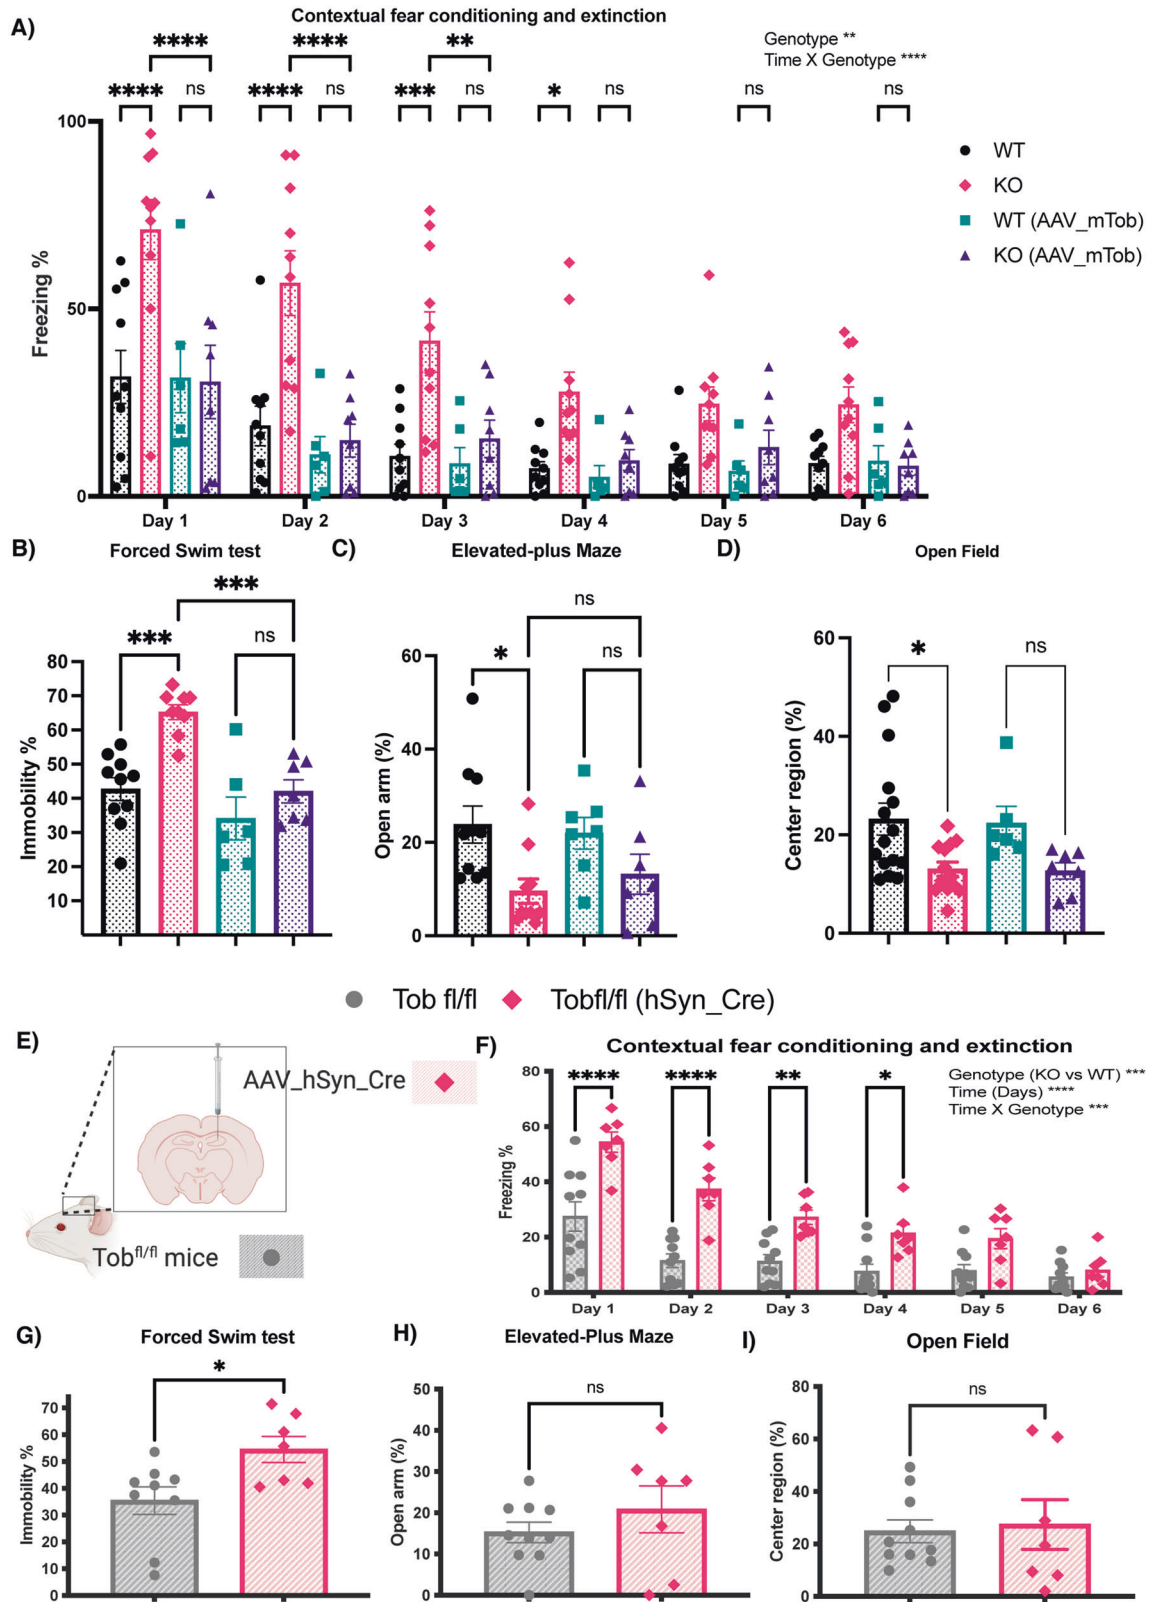 A)
Contextual fear conditioning and extinction
Genotype **
Time X Genotype ****
**** **** **
**** ns **** ns *** ns * ns ns ns
Freezing %
100
50
0
Day 1 Day 2 Day 3 Day 4 Day 5 Day 6
WT
KO
WT (AAV_mTob)
KO (AAV_mTob)
B) Forced Swim test
***
*** ns
Immobility %
80
70
60
50
40
30
20
10
C) Elevated-plus Maze
ns
* ns
Open arm (%)
60
40
20
0
D) Open Field
* ns
Center region (%)
60
40
20
0
Tob fl/fl Tobfl/fl (hSyn_Cre)
E)
AAV_hSyn_Cre
Tobfl/fl mice
F)
Contextual fear conditioning and extinction
Genotype (KO vs WT) ***
Time (Days) ****
Time X Genotype ***
**** **** ** *
Freezing %
80
60
40
20
0
Day 1 Day 2 Day 3 Day 4 Day 5 Day 6
G) Forced Swim test
*
Immobility %
70
60
50
40
30
20
10
0
H) Elevated-Plus Maze
ns
Open arm (%)
50
40
30
20
10
0
I) Open Field
ns
Center region (%)
80
60
40
20
0